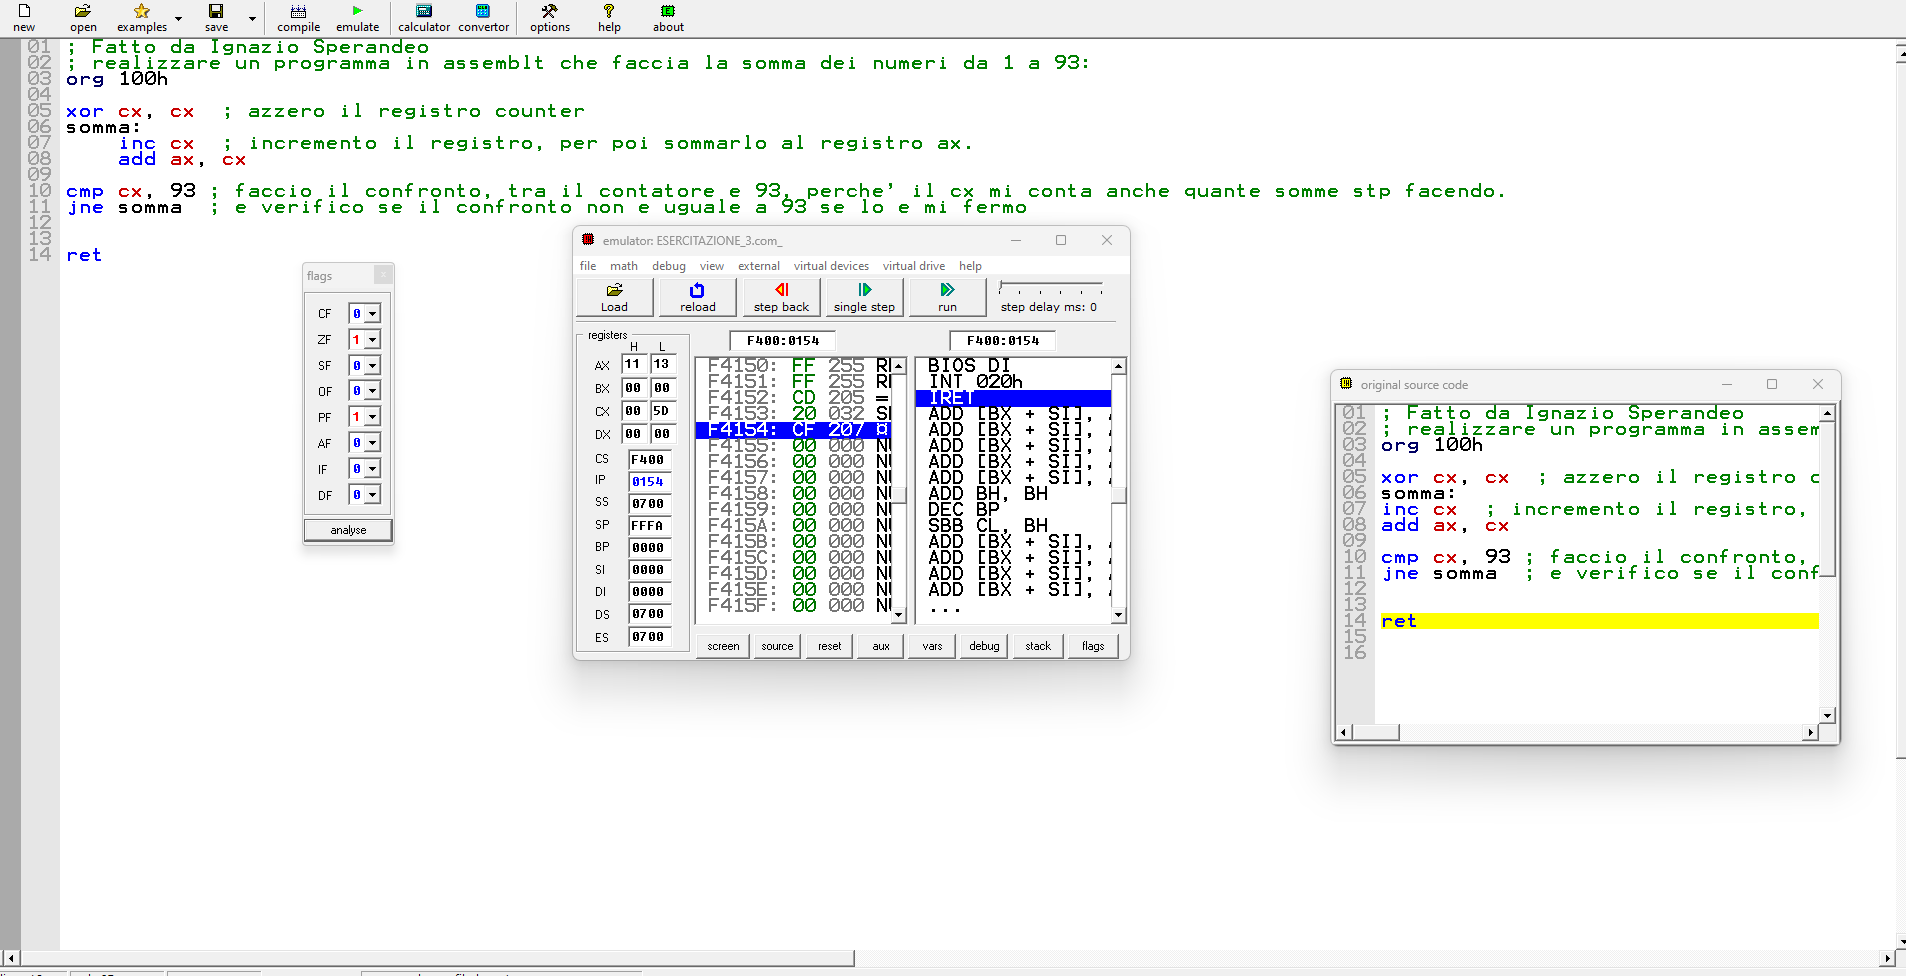 new open examples save compile emulate calculator convertor options help about
01 ; Fatto da Ignazio Sperandeo
02 ; realizzare un programma in assemblt che faccia la somma dei numeri da 1 a 93:
03 org 100h
04
05 xor cx, cx ; azzero il registro counter
06 somma:
07 inc cx ; incremento il registro, per poi sommarlo al registro ax.
08 add ax, cx
09
10 cmp cx, 93 ; faccio il confronto, tra il contatore e 93, perche' il cx mi conta anche quante somme stp facendo.
11 jne somma ; e verifico se il confronto non e uguale a 93 se lo e mi fermo
12
13
14 ret
flags
CF 0
ZF 1
SF 0
OF 0
PF 1
AF 0
IF 0
DF 0
analyse
emulator: ESERCITAZIONE_3.com_
file math debug view external virtual devices virtual drive help
Load reload step back single step run step delay ms: 0
registers
H L
AX 11 13
BX 00 00
CX 00 5D
DX 00 00
CS F400
IP 0154
SS 0700
SP FFFA
BP 0000
SI 0000
DI 0000
DS 0700
ES 0700
F400:0154
F4150: FF 255
F4151: FF 255
F4152: CD 205 =
F4153: 20 032
F4154: CF 207
F4155: 00 000
F4156: 00 000
F4157: 00 000
F4158: 00 000
F4159: 00 000
F415A: 00 000
F415B: 00 000
F415C: 00 000
F415D: 00 000
F415E: 00 000
F415F: 00 000
F400:0154
BIOS DI
INT 020h
IRET
ADD [BX + SI],
ADD [BX + SI],
ADD [BX + SI],
ADD [BX + SI],
ADD [BX + SI],
ADD BH, BH
DEC BP
SBB CL, BH
ADD [BX + SI],
ADD [BX + SI],
ADD [BX + SI],
ADD [BX + SI],
...
screen source reset aux vars debug stack flags
original source code
01 ; Fatto da Ignazio Sperandeo
02 ; realizzare un programma in assem
03 org 100h
04
05 xor cx, cx ; azzero il registro c
06 somma:
07 inc cx ; incremento il registro,
08 add ax, cx
09
10 cmp cx, 93 ; faccio il confronto,
11 jne somma ; e verifico se il conf
12
13
14 ret
15
16